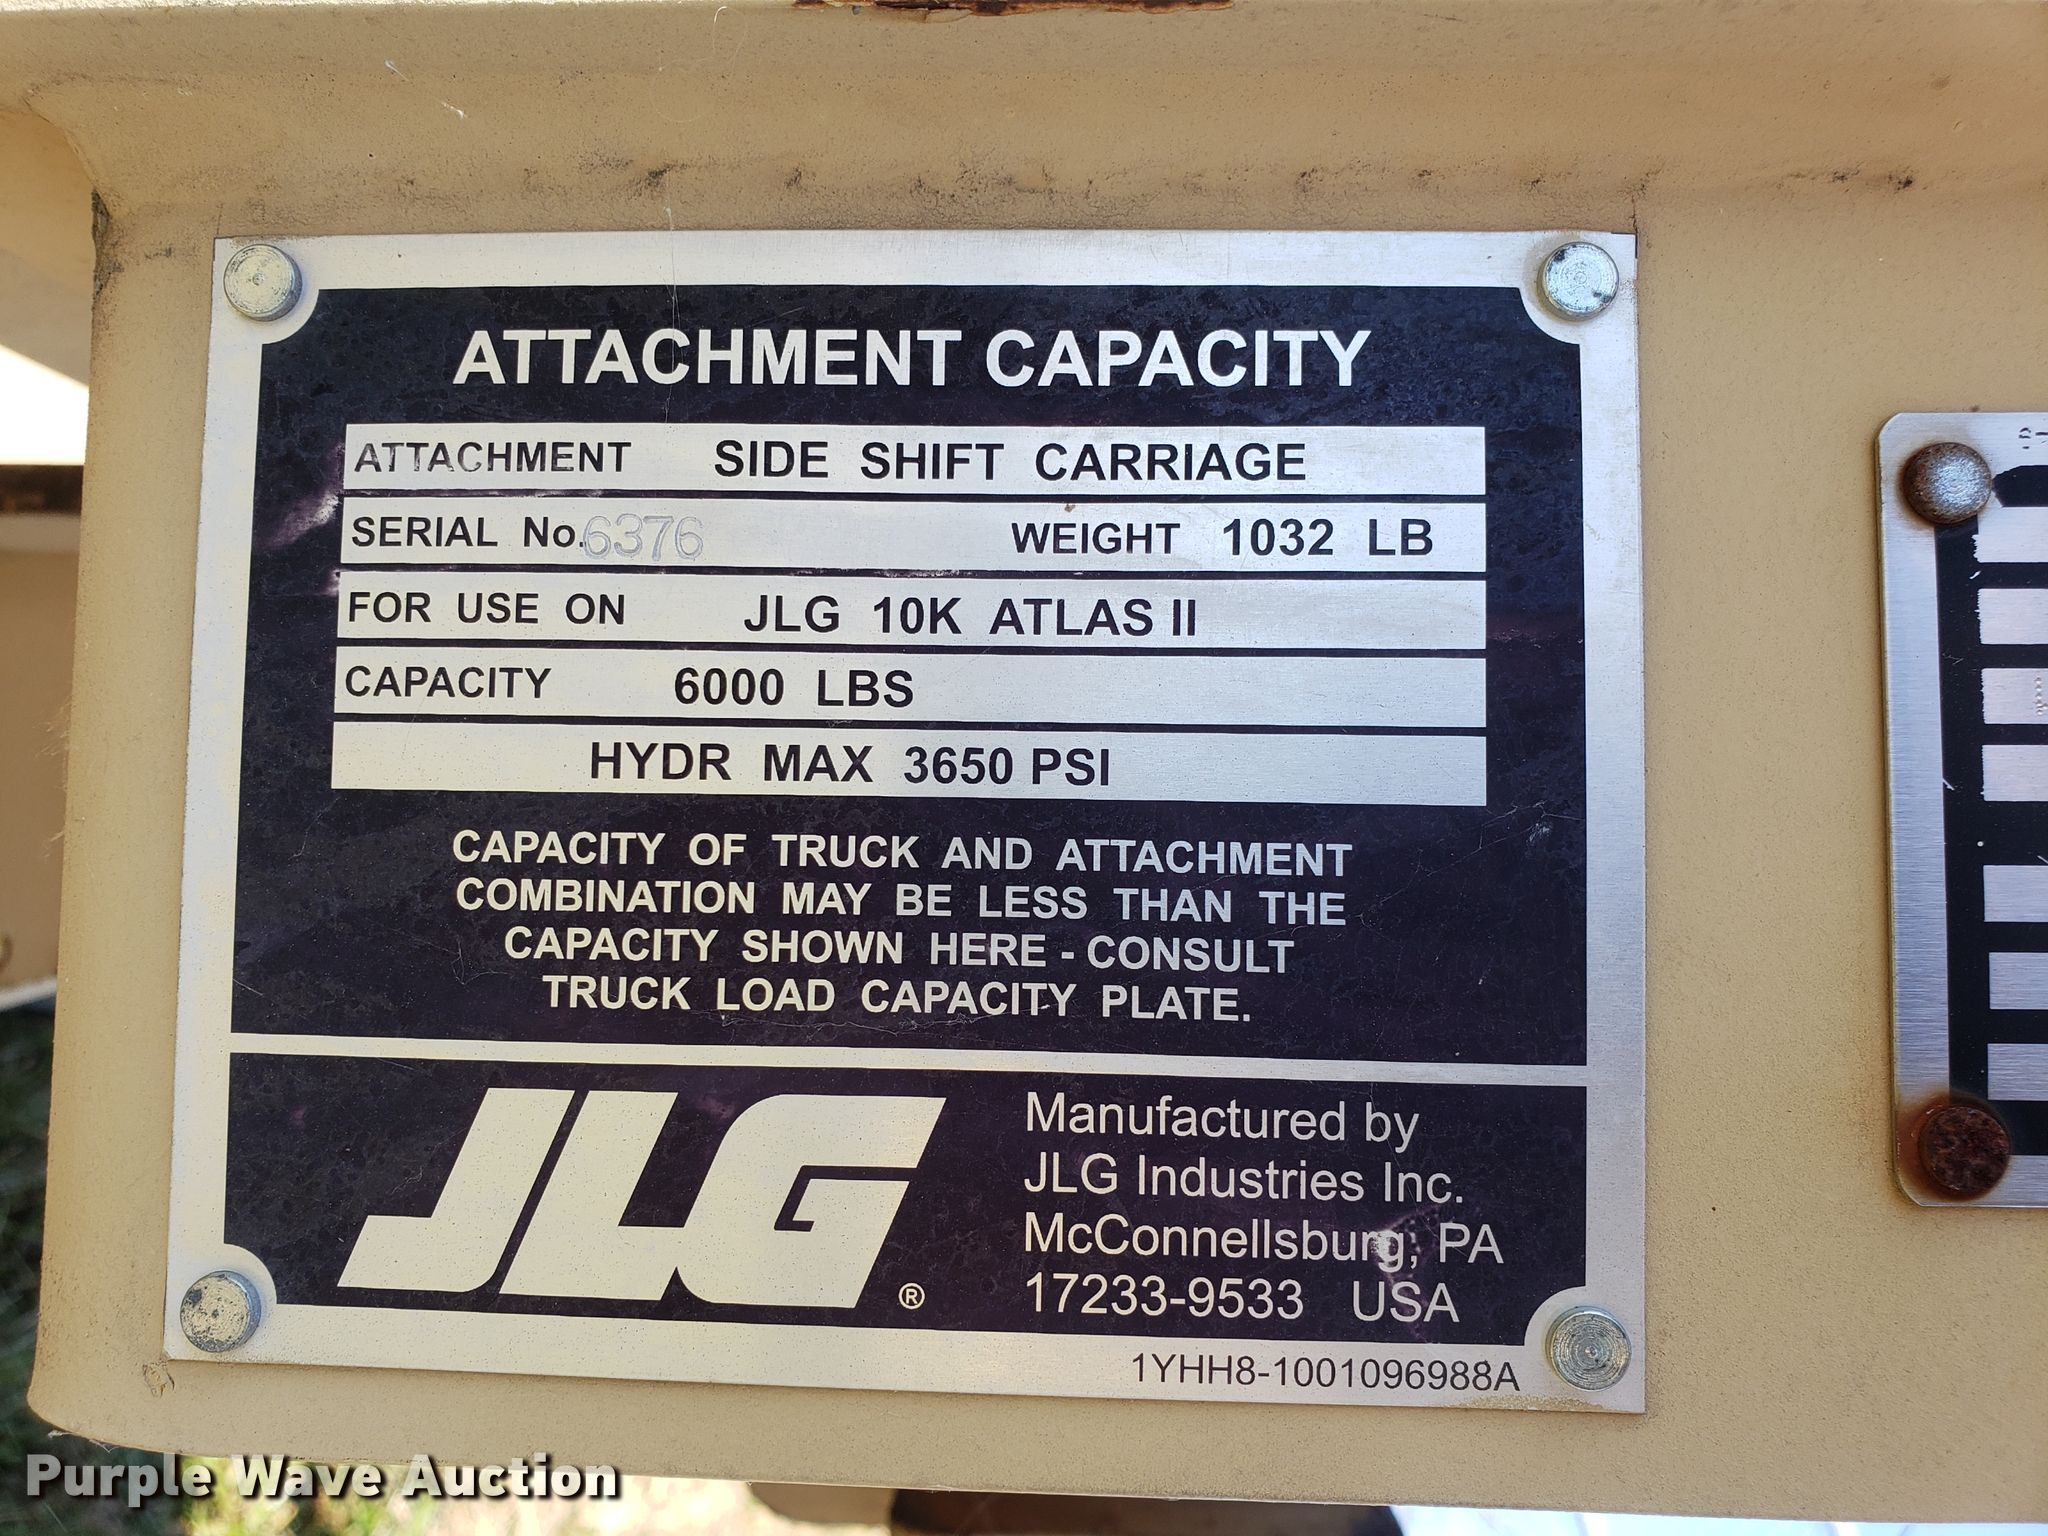 ATTACHMENT CAPACITY
ATTACHMENT SIDE SHIFT CARRIAGE
SERIAL No. 6376 WEIGHT 1032 LB
FOR USE ON JLG 10K ATLAS II
CAPACITY 6000 LBS
HYDR MAX 3650 PSI
CAPACITY OF TRUCK AND ATTACHMENT
COMBINATION MAY BE LESS THAN THE
CAPACITY SHOWN HERE - CONSULT
TRUCK LOAD CAPACITY PLATE.
JLG ®
Manufactured by
JLG Industries Inc.
McConnellsburg, PA
17233-9533 USA
1YHH8-1001096988A
Purple Wave Auction